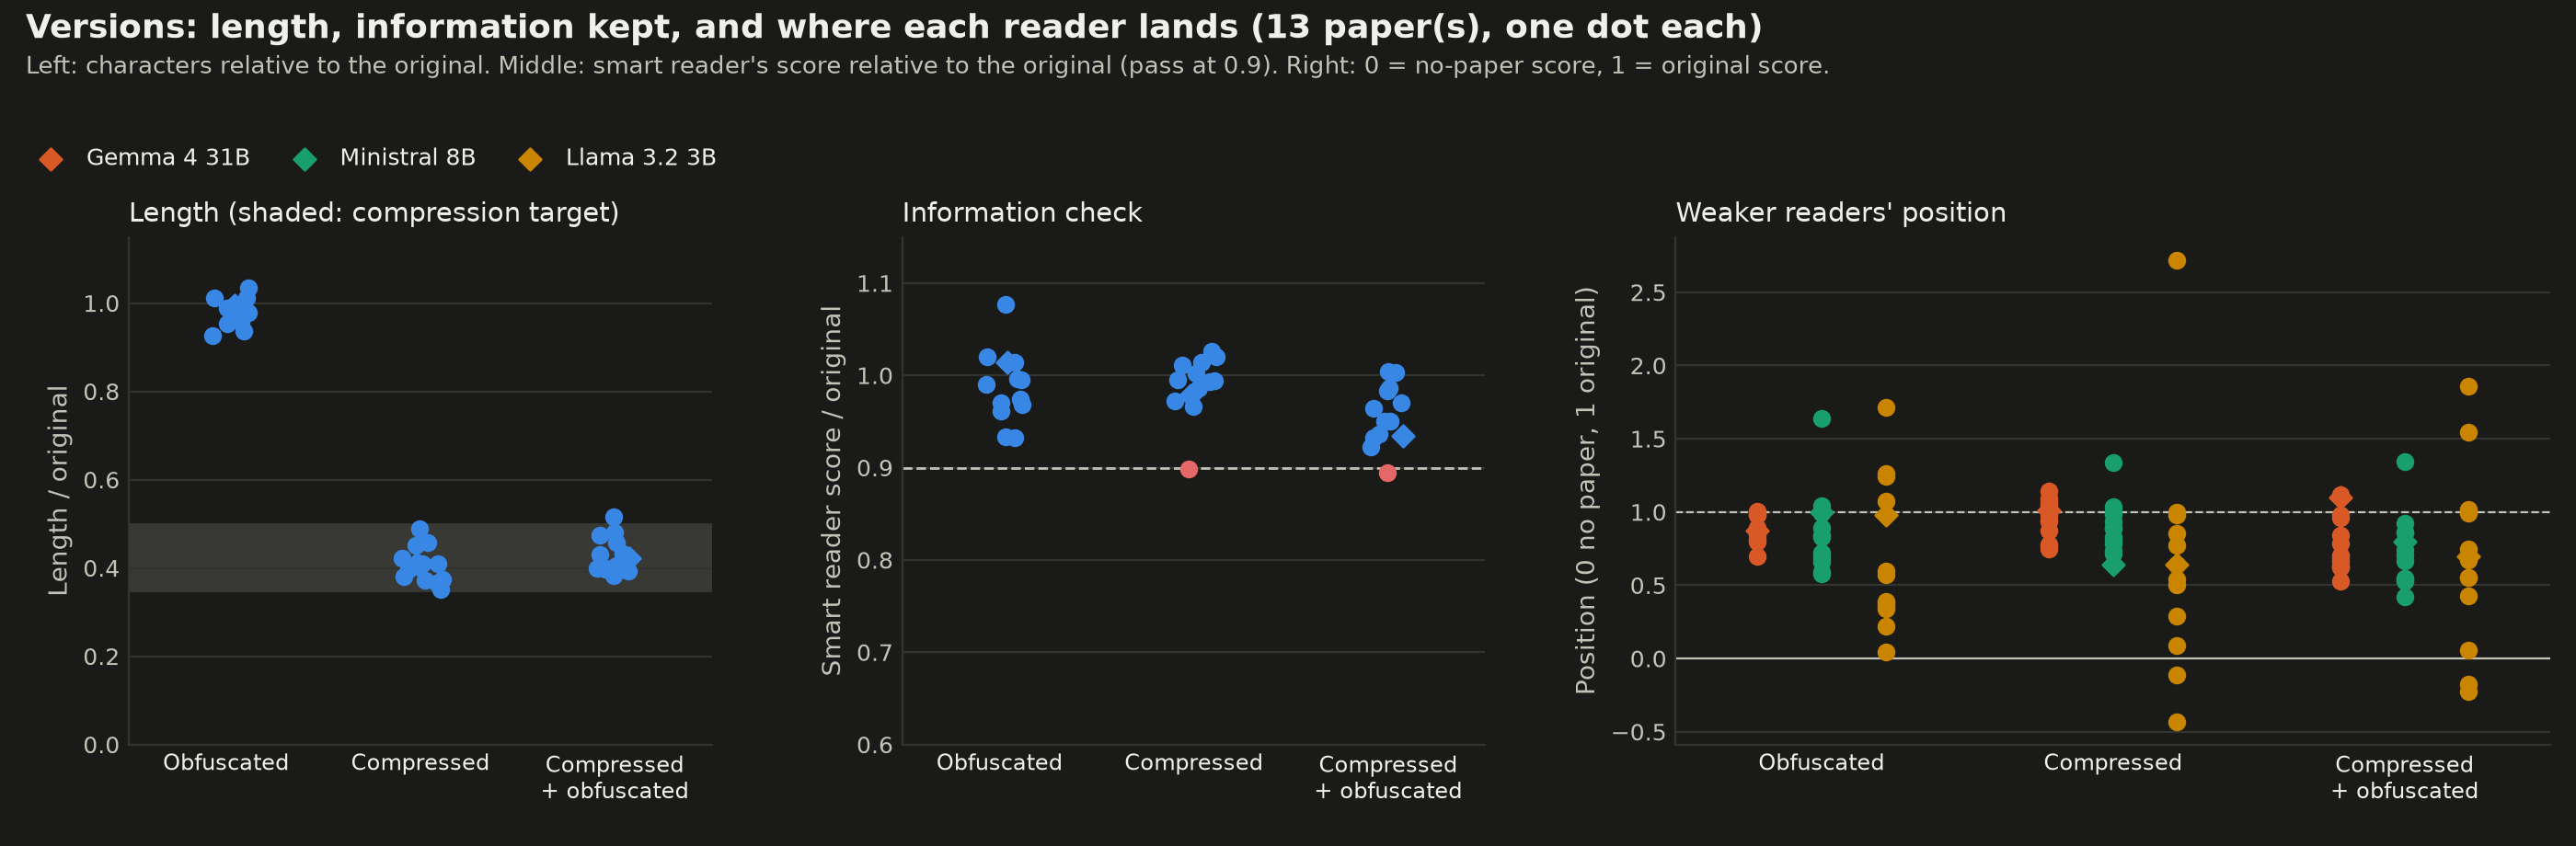 Versions: length, information kept, and where each reader lands (13 paper(s), one dot each)
Left: characters relative to the original. Middle: smart reader's score relative to the original (pass at 0.9). Right: 0 = no-paper score, 1 = original score.
Gemma 4 31B
Ministral 8B
Llama 3.2 3B
Length (shaded: compression target)
Length / original
1.0
0.8
0.6
0.4
0.2
0.0
Obfuscated
Compressed
Compressed
+ obfuscated
Information check
Smart reader score / original
1.1
1.0
0.9
0.8
0.7
0.6
Obfuscated
Compressed
Compressed
+ obfuscated
Weaker readers' position
Position (0 no paper, 1 original)
2.5
2.0
1.5
1.0
0.5
0.0
−0.5
Obfuscated
Compressed
Compressed
+ obfuscated